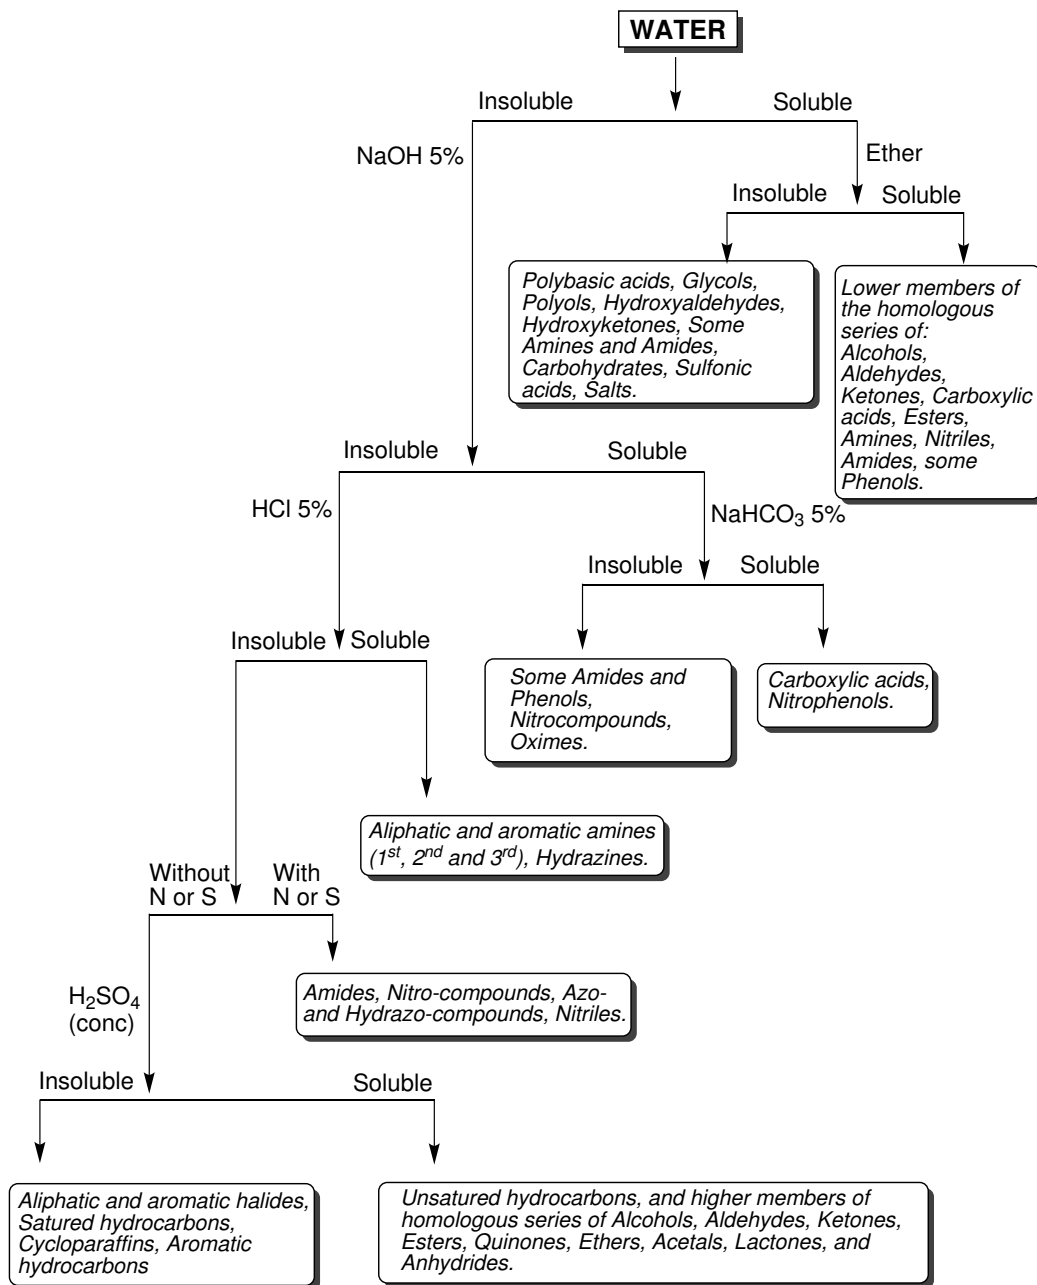 WATER
Insoluble
Soluble
NaOH 5%
Ether
Insoluble
Soluble
Polybasic acids, Glycols,
Polyols, Hydroxyaldehydes,
Hydroxyketones, Some
Amines and Amides,
Carbohydrates, Sulfonic
acids, Salts.
Lower members of
the homologous
series of:
Alcohols,
Aldehydes,
Ketones, Carboxylic
acids, Esters,
Amines, Nitriles,
Amides, some
Phenols.
Insoluble
Soluble
HCl 5%
NaHCO3 5%
Insoluble
Soluble
Insoluble
Soluble
Some Amides and
Phenols,
Nitrocompounds,
Oximes.
Carboxylic acids,
Nitrophenols.
Aliphatic and aromatic amines
(1st, 2nd and 3rd), Hydrazines.
Without
N or S
With
N or S
Amides, Nitro-compounds, Azo-
and Hydrazo-compounds, Nitriles.
H2SO4
(conc)
Insoluble
Soluble
Aliphatic and aromatic halides,
Satured hydrocarbons,
Cycloparaffins, Aromatic
hydrocarbons
Unsatured hydrocarbons, and higher members of
homologous series of Alcohols, Aldehydes, Ketones,
Esters, Quinones, Ethers, Acetals, Lactones, and
Anhydrides.